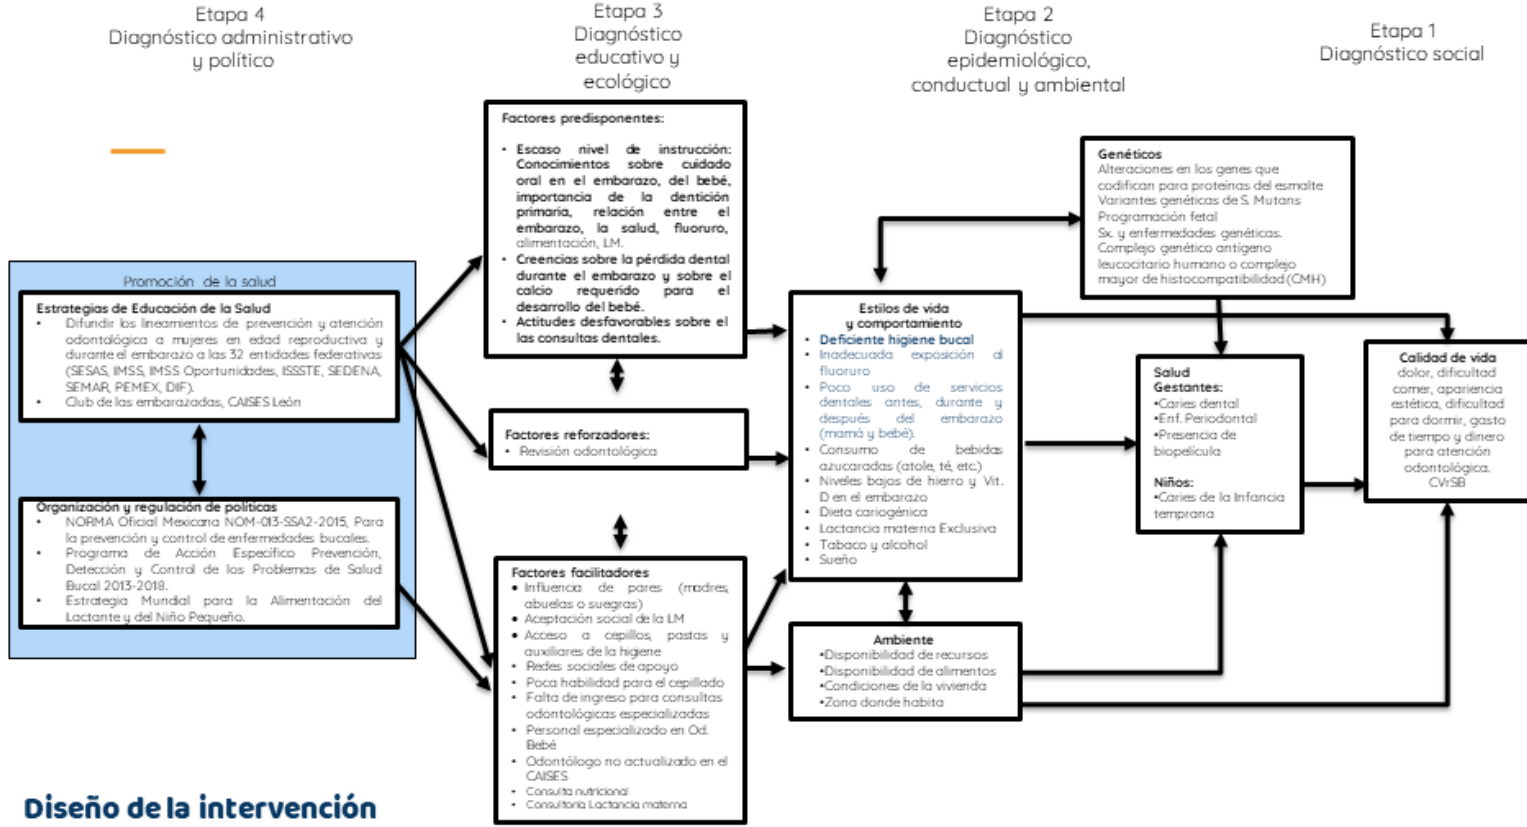 Etapa 4
Diagnóstico administrativo
y político
Etapa 3
Diagnóstico
educativo y
ecológico
Etapa 2
Diagnóstico
epidemiológico,
conductual y ambiental
Etapa 1
Diagnóstico social
Promoción de la salud
Estrategias de Educación de la Salud
• Difundir los lineamientos de prevención y atención
odontológica a mujeres en edad reproductiva y
durante el embarazo a las 32 entidades federativas
(SESAS, IMSS, IMSS Oportunidades, ISSSTE, SEDENA,
SEMAR, PEMEX, DIF).
• Club de las embarazadas, CAISES León
Organización y regulación de políticas
• NORMA Oficial Mexicana NOM-013-SSA2-2015, Para
la prevención y control de enfermedades bucales.
• Programa de Acción Específico Prevención,
Detección y Control de los Problemas de Salud
Bucal 2013-2018.
• Estrategia Mundial para la Alimentación del
Lactante y del Niño Pequeño.
Factores predisponentes:
• Escaso nivel de instrucción:
Conocimientos sobre cuidado
oral en el embarazo, del bebé,
importancia de la dentición
primaria, relación entre el
embarazo, la salud, fluoruro,
alimentación, LM.
• Creencias sobre la pérdida dental
durante el embarazo y sobre el
calcio requerido para el
desarrollo del bebé.
• Actitudes desfavorables sobre el
las consultas dentales.
Factores reforzadores:
• Revisión odontológica
Factores facilitadores
• Influencia de pares (madres,
abuelas o suegras)
• Aceptación social de la LM
• Acceso a cepillos, pastas y
auxiliares de la higiene
• Redes sociales de apoyo
• Poca habilidad para el cepillado
• Falta de ingreso para consultas
odontológicas especializadas
• Personal especializado en Od.
Bebé
• Odontólogo no actualizado en el
CAISES
• Consulta nutricional
• Consultoría Lactancia materna
Estilos de vida
y comportamiento
• Deficiente higiene bucal
• Inadecuada exposición al
fluoruro
• Poco uso de servicios
dentales antes, durante y
después del embarazo
(mamá y bebé).
• Consumo de bebidas
azucaradas (atole, té, etc.)
• Niveles bajos de hierro y Vit.
D en el embarazo
• Dieta cariogénica
• Lactancia materna Exclusiva
• Tabaco y alcohol
• Sueño
Ambiente
•Disponibilidad de recursos
•Disponibilidad de alimentos
•Condiciones de la vivienda
•Zona donde habita
Genéticos
Alteraciones en los genes que
codifican para proteínas del esmalte
Variantes genéticas de S. Mutans
Programación fetal
Sx. y enfermedades genéticas.
Complejo genético antígeno
leucocitario humano o complejo
mayor de histocompatibilidad (CMH)
Salud
Gestantes:
•Caries dental
•Enf. Periodontal
•Presencia de
biopelícula
Niños:
•Caries de la Infancia
temprana
Calidad de vida
dolor, dificultad
comer, apariencia
estética, dificultad
para dormir, gasto
de tiempo y dinero
para atención
odontológica.
CVrSB
Diseño de la intervención